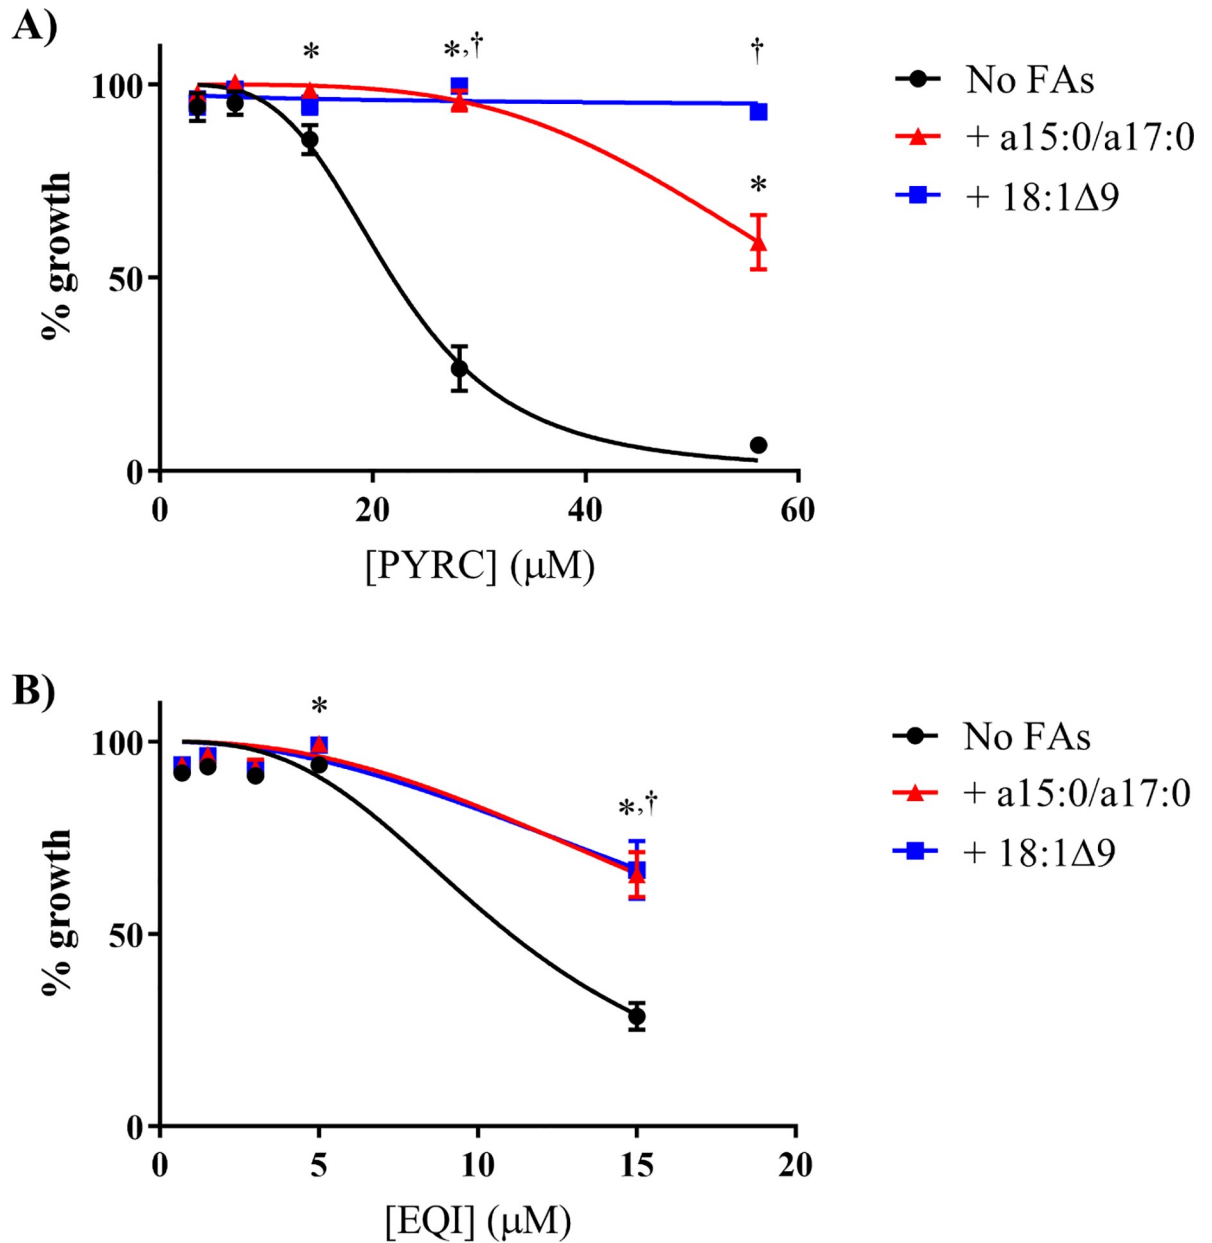 A)
*
*,†
†
*
100
50
0
% growth
0 20 40 60
[PYRC] (μM)
No FAs
+ a15:0/a17:0
+ 18:1Δ9
B)
*
*,†
100
50
0
% growth
0 5 10 15 20
[EQI] (μM)
No FAs
+ a15:0/a17:0
+ 18:1Δ9